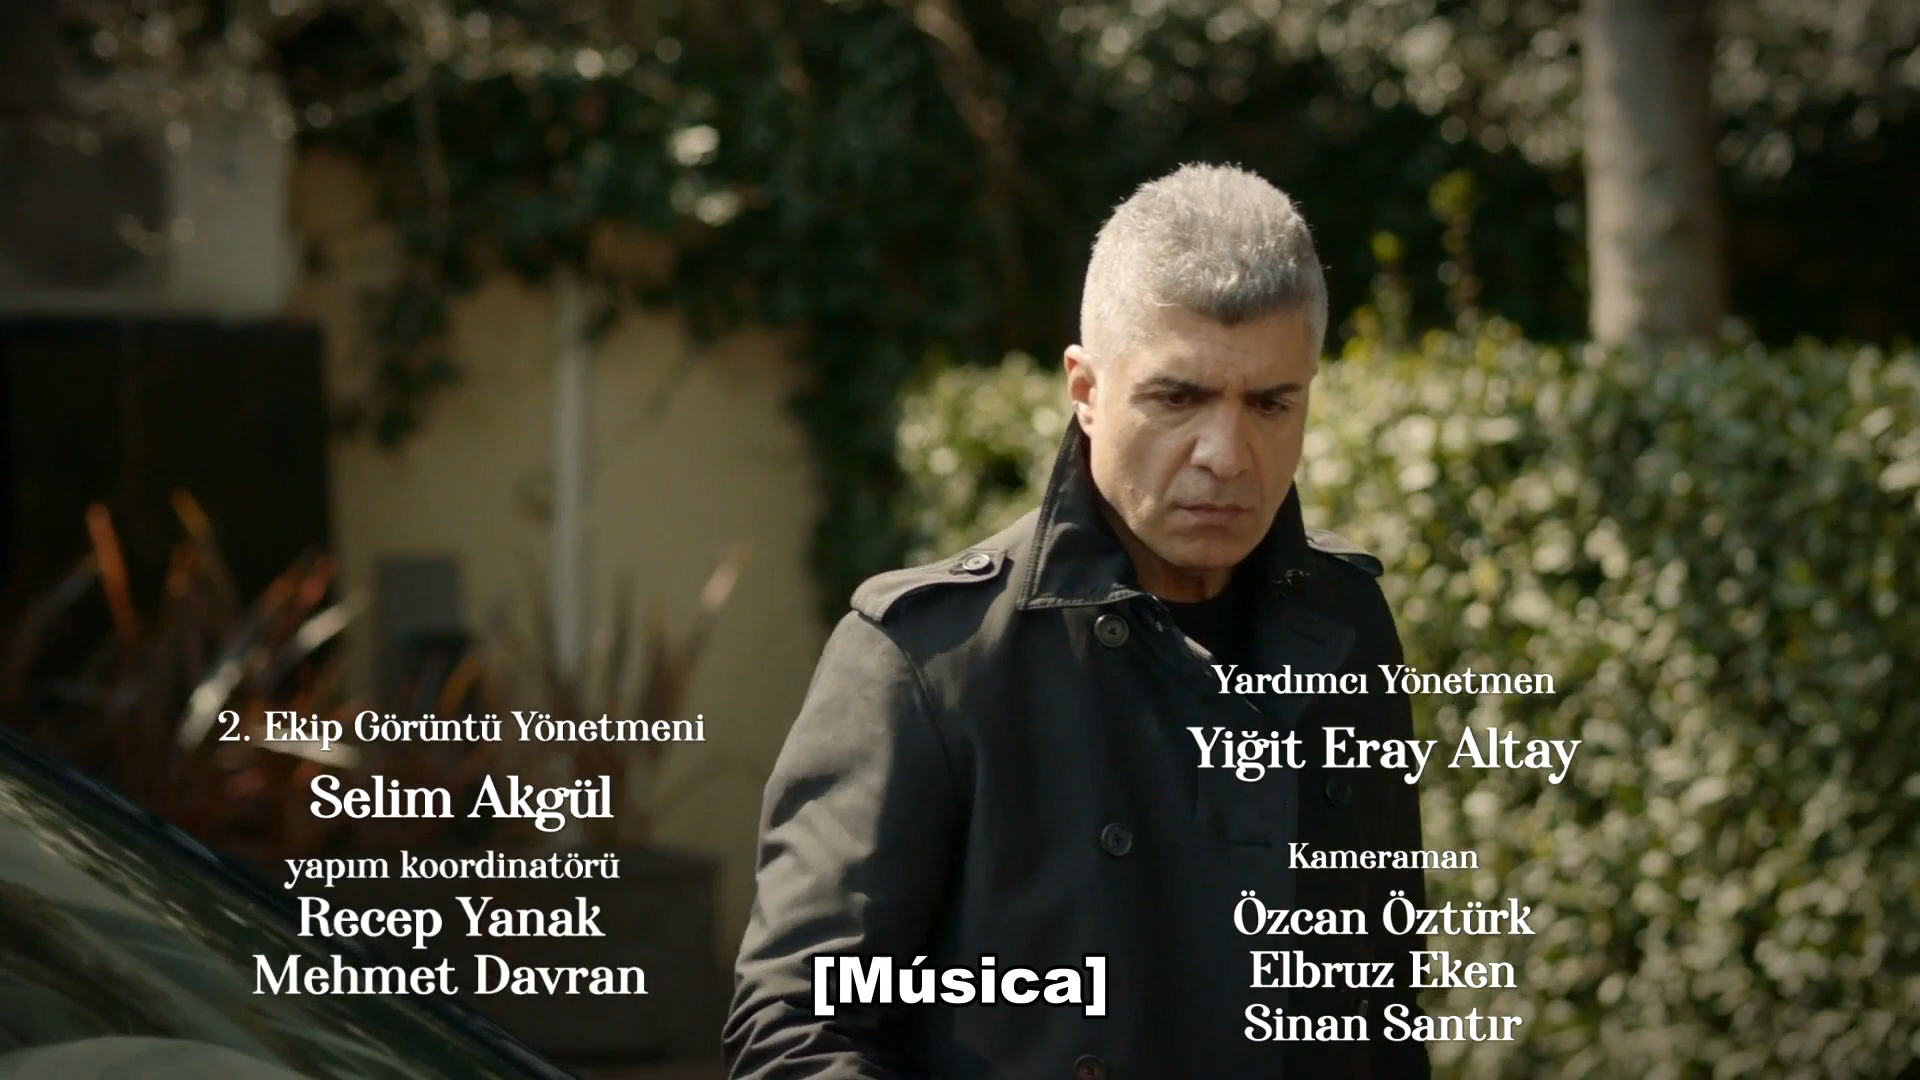 2. Ekip Görüntü Yönetmeni
Selim Akgül
yapım koordinatörü
Recep Yanak
Mehmet Davran
Yardımcı Yönetmen
Yiğit Eray Altay
Kameraman
Özcan Öztürk
Elbruz Eken
Sinan Santır
[Música]